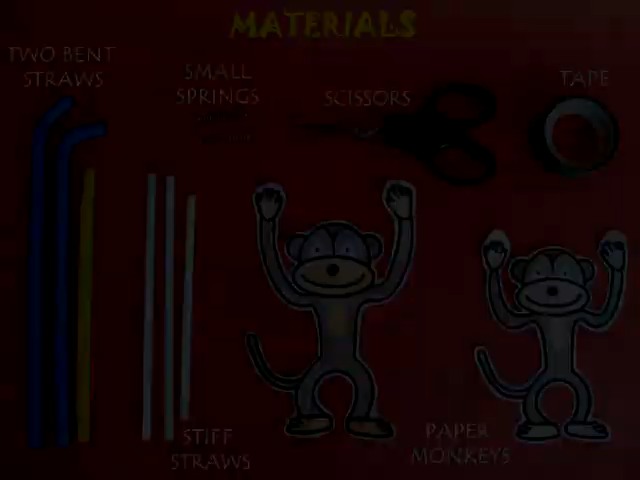 MATERIALS
TWO BENT
STRAWS
SMALL
SPRINGS
SCISSORS
TAPE
STIFF
STRAWS
PAPER
MONKEYS